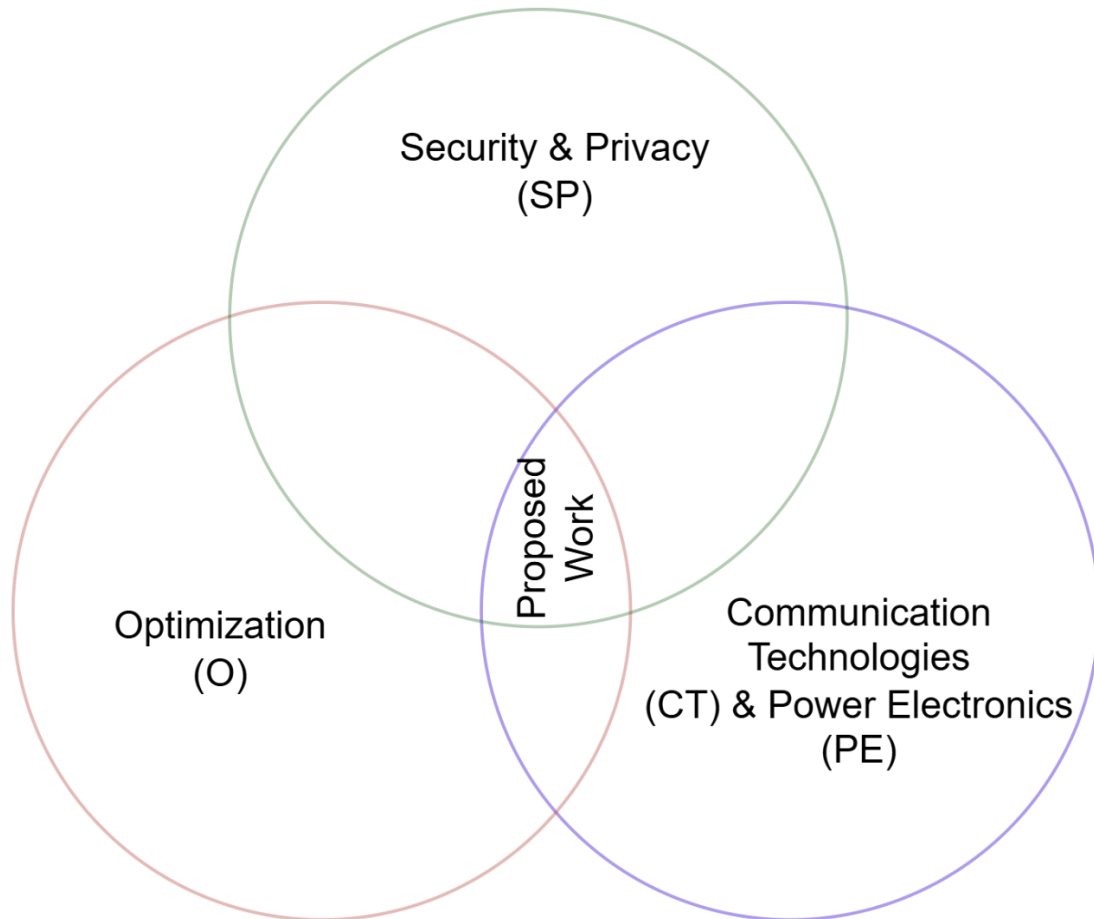 Security & Privacy
(SP)
Proposed
Work
Optimization
(O)
Communication
Technologies
(CT) & Power Electronics
(PE)